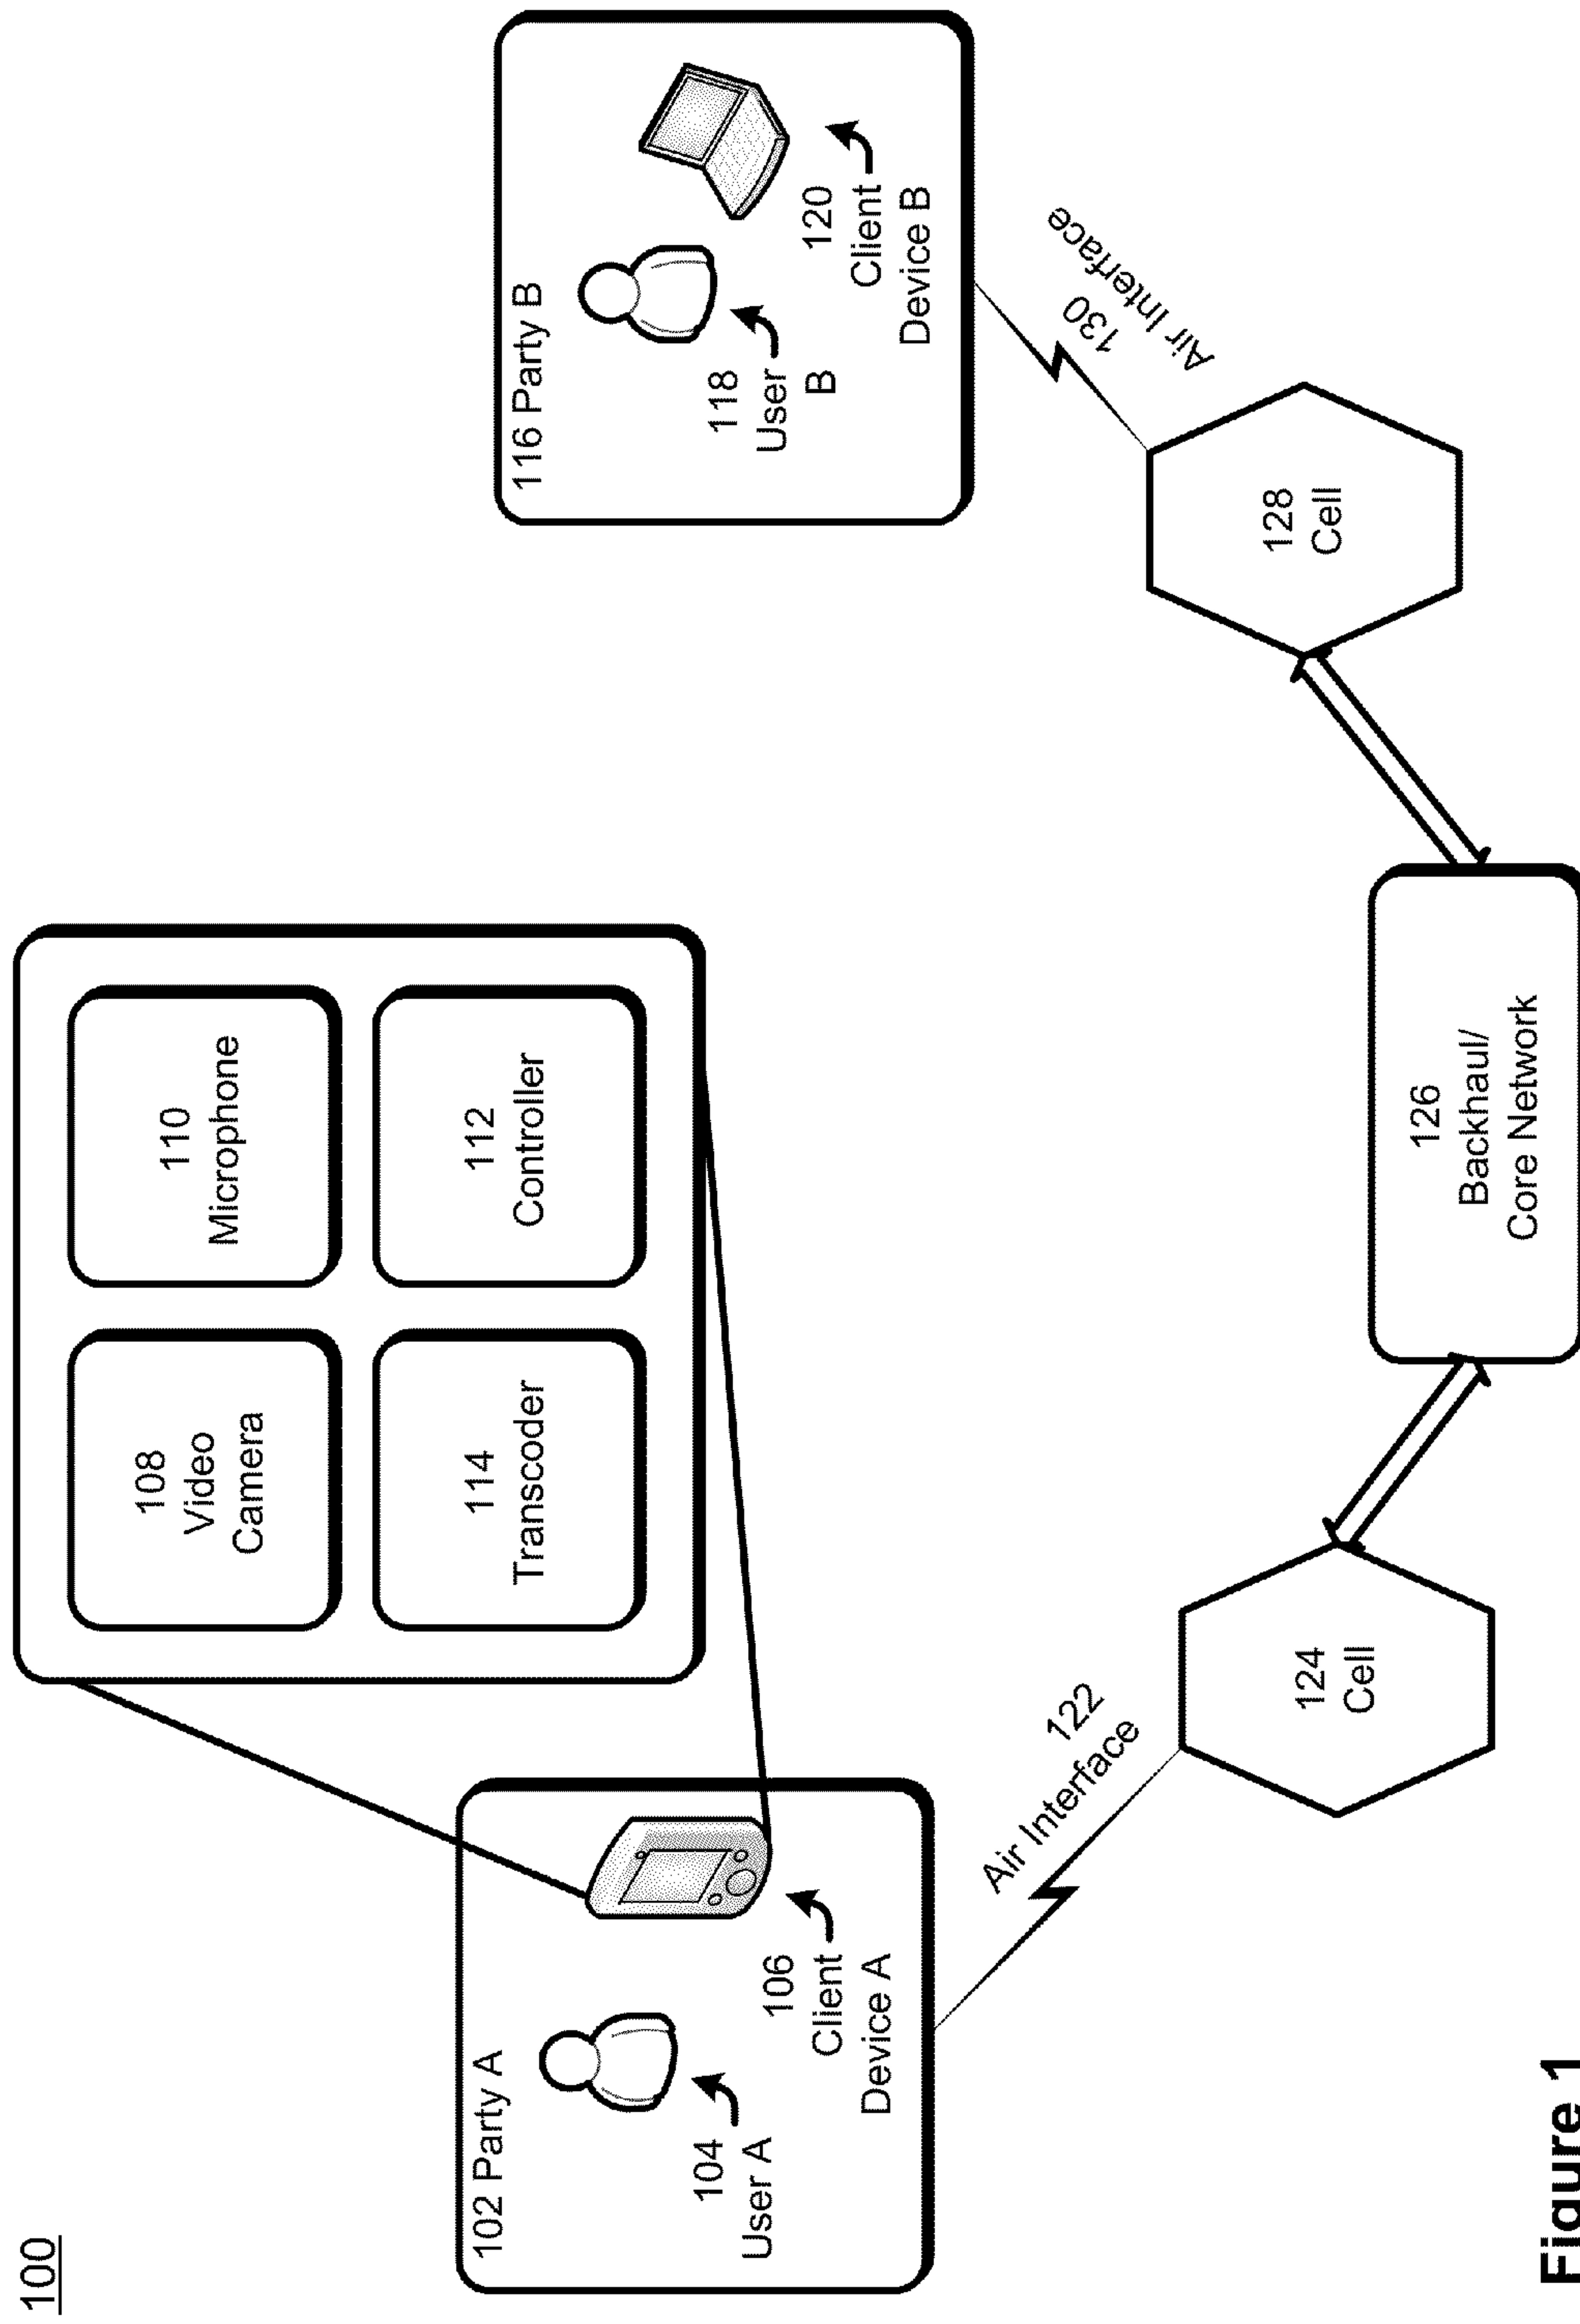 100
108
Video
Camera
110
Microphone
114
Transcoder
112
Controller
102 Party A
104
User A
106
Client
Device A
116 Party B
118
User
B
120
Client
Device B
122
Air Interface
130
Air Interface
124
Cell
128
Cell
126
Backhaul/
Core Network
Figure 1